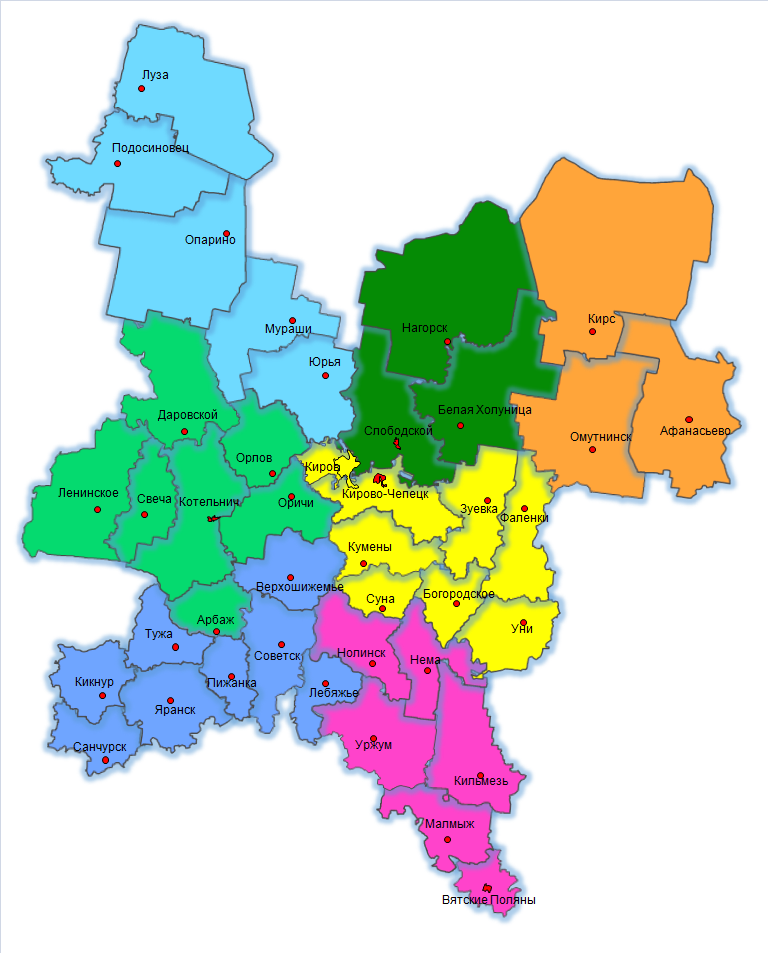 Луза
Подосиновец
Опарино
Мураши
Кирс
Нагорск
Юрья
Белая Холуница
Даровской
Слободской
Омутнинск
Афанасьево
Орлов
Киров
Кирово-Чепецк
Ленинское
Свеча
Котельнич
Оричи
Зуевка
Фаленки
Кумены
Верхошижемье
Суна
Богородское
Арбаж
Тужа
Уни
Советск
Нолинск
Нема
Кикнур
Пижанка
Лебяжье
Яранск
Санчурск
Уржум
Кильмезь
Малмыж
Вятские Поляны